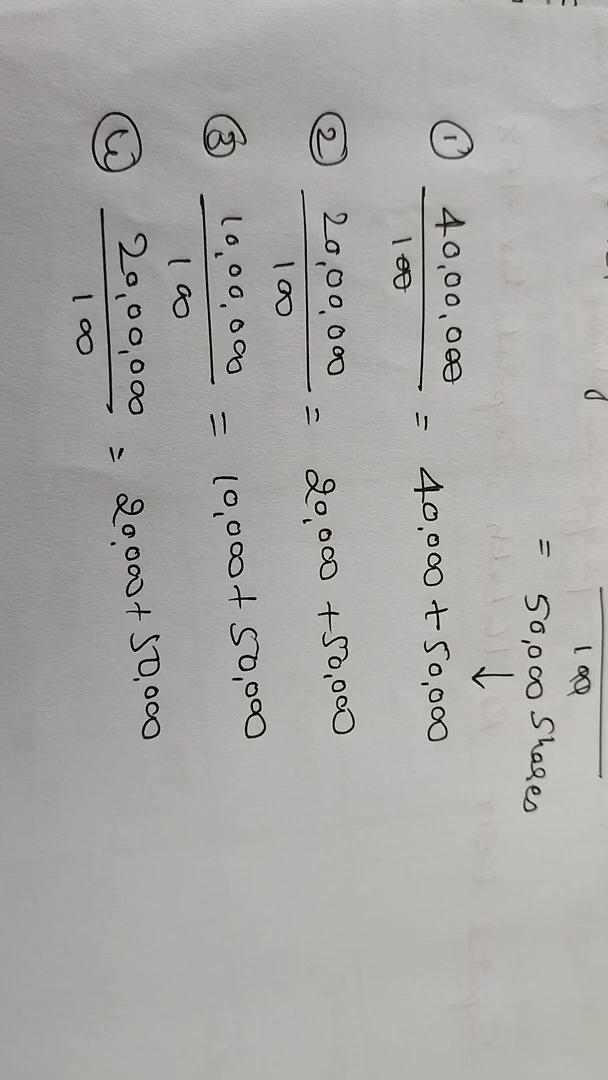 100
= 50,000 shares
↓
① 40,00,000 / 100 = 40,000 + 50,000
② 20,00,000 / 100 = 20,000 + 50,000
③ 10,00,000 / 100 = 10,000 + 50,000
④ 20,00,000 / 100 = 20,000 + 50,000